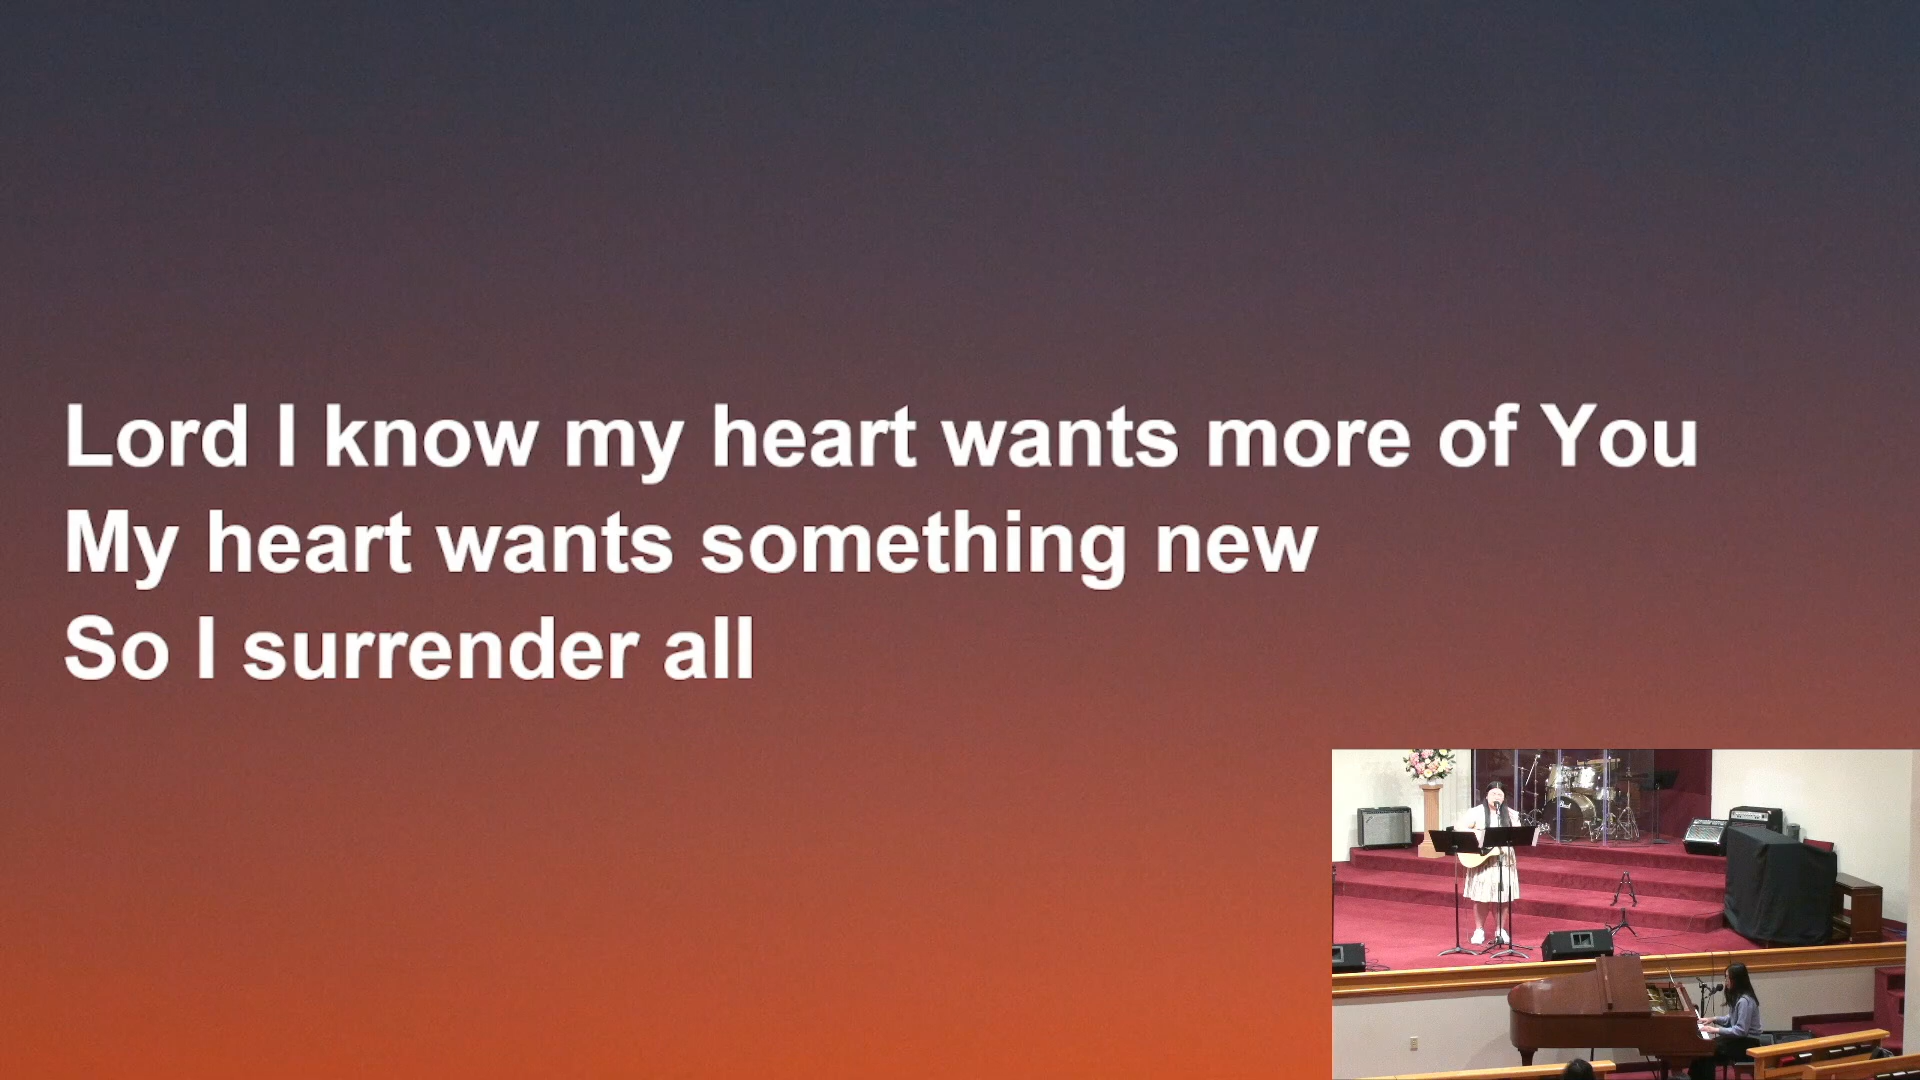 Lord I know my heart wants more of You
My heart wants something new
So I surrender all